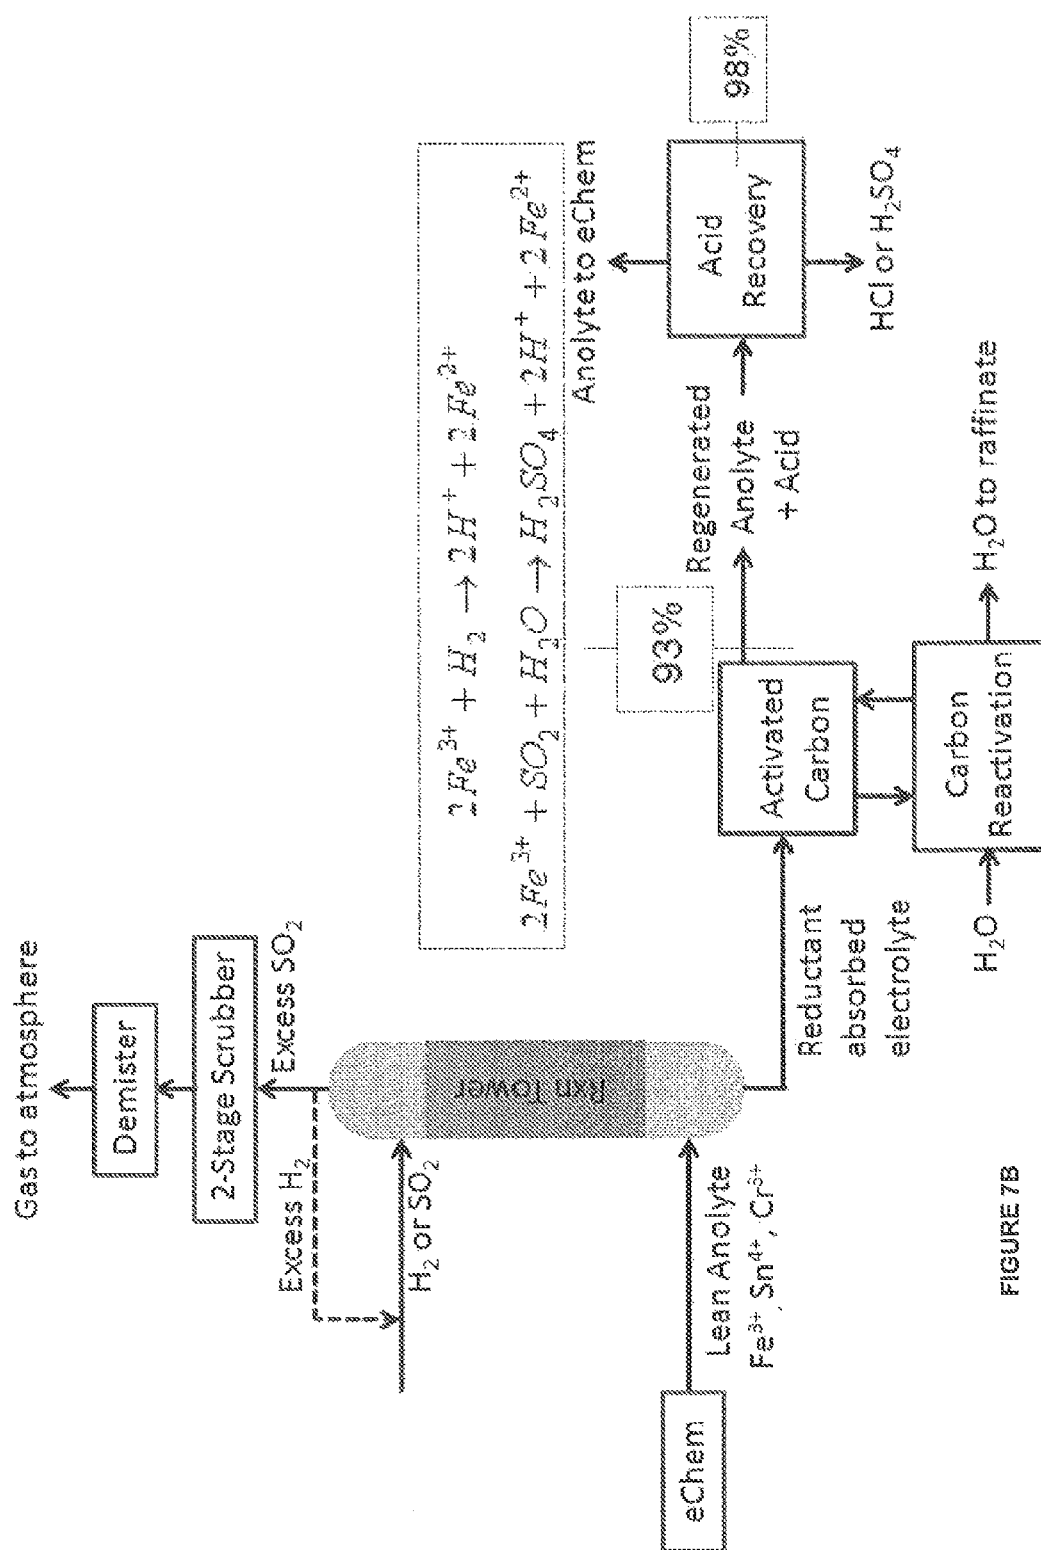 Gas to atmosphere
Demister
2-Stage Scrubber
Excess H₂
Excess SO₂
H₂ or SO₂
Rxn Tower
eChem
Lean Anolyte
Fe³⁺, Sn⁴⁺, Cr³⁺
Reductant
absorbed
electrolyte
2Fe³⁺ + H₂ → 2H⁺ + 2Fe²⁺
2Fe³⁺ + SO₂ + H₂O → H₂SO₄ + 2H⁺ + 2Fe²⁺
93%
Activated
Carbon
H₂O
Carbon
Reactivation
H₂O to raffinate
Regenerated
Anolyte
+ Acid
Anolyte to eChem
Acid
Recovery
98%
HCl or H₂SO₄
FIGURE 7B